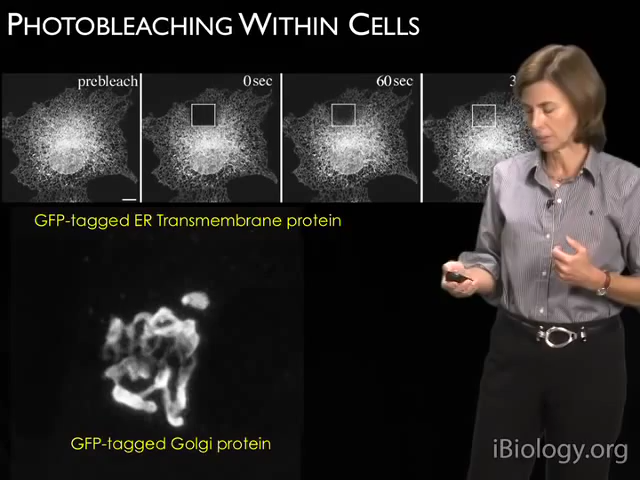 PHOTOBLEACHING WITHIN CELLS
prebleach
0 sec
60 sec
3
GFP-tagged ER Transmembrane protein
GFP-tagged Golgi protein
iBiology.org